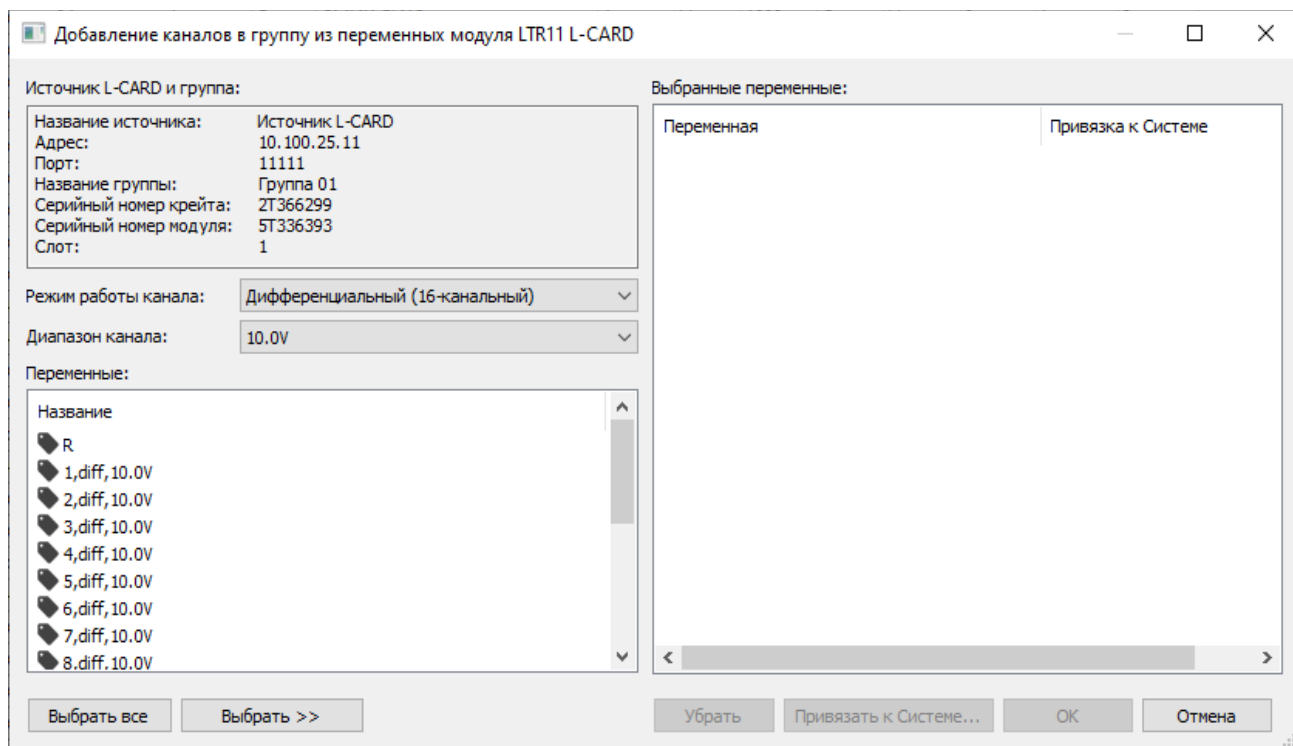 Добавление каналов в группу из переменных модуля LTR11 L-CARD
Источник L-CARD и группа:
Название источника: Источник L-CARD
Адрес: 10.100.25.11
Порт: 11111
Название группы: Группа 01
Серийный номер крейта: 2T366299
Серийный номер модуля: 5T336393
Слот: 1
Режим работы канала: Дифференциальный (16-канальный)
Диапазон канала: 10.0V
Переменные:
Название
R
1,diff,10.0V
2,diff,10.0V
3,diff,10.0V
4,diff,10.0V
5,diff,10.0V
6,diff,10.0V
7,diff,10.0V
8,diff,10.0V
Выбрать все Выбрать >>
Выбранные переменные:
Переменная Привязка к Системе
Убрать Привязать к Системе... ОК Отмена